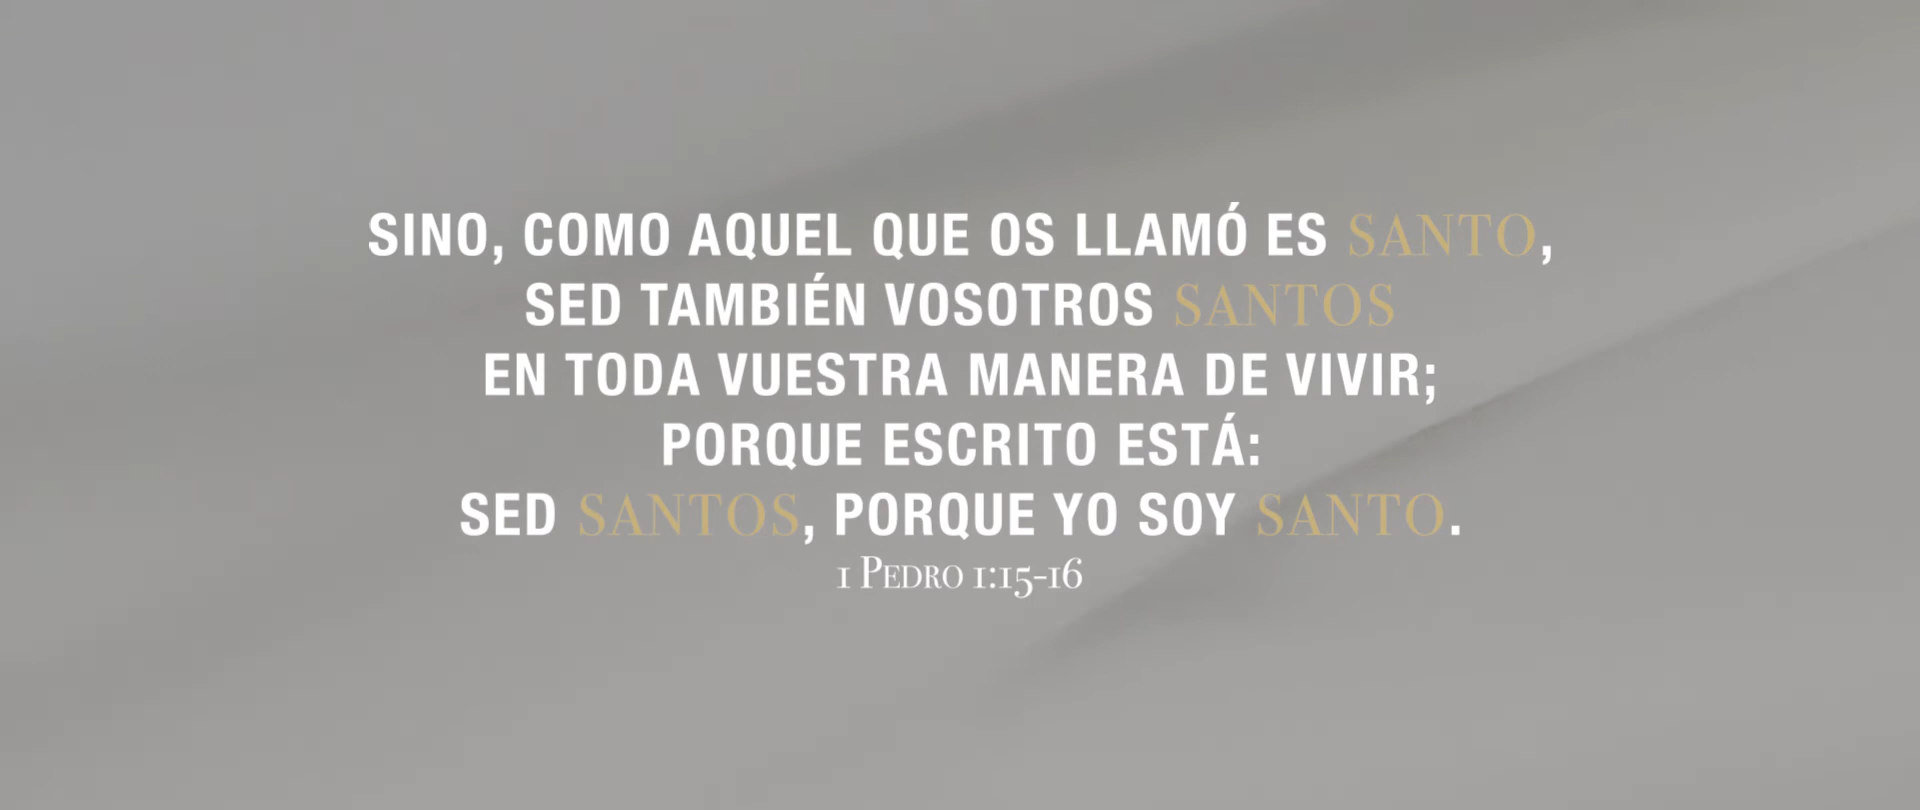 SINO, COMO AQUEL QUE OS LLAMÓ ES SANTO,
SED TAMBIÉN VOSOTROS SANTOS
EN TODA VUESTRA MANERA DE VIVIR;
PORQUE ESCRITO ESTÁ:
SED SANTOS, PORQUE YO SOY SANTO.
1 PEDRO 1:15-16